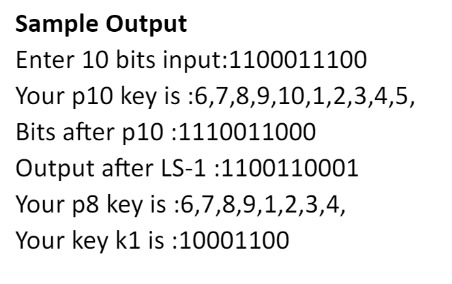 Sample Output
Enter 10 bits input:1100011100
Your p10 key is :6,7,8,9,10,1,2,3,4,5,
Bits after p10 :1110011000
Output after LS-1 :1100110001
Your p8 key is :6,7,8,9,1,2,3,4,
Your key k1 is :10001100